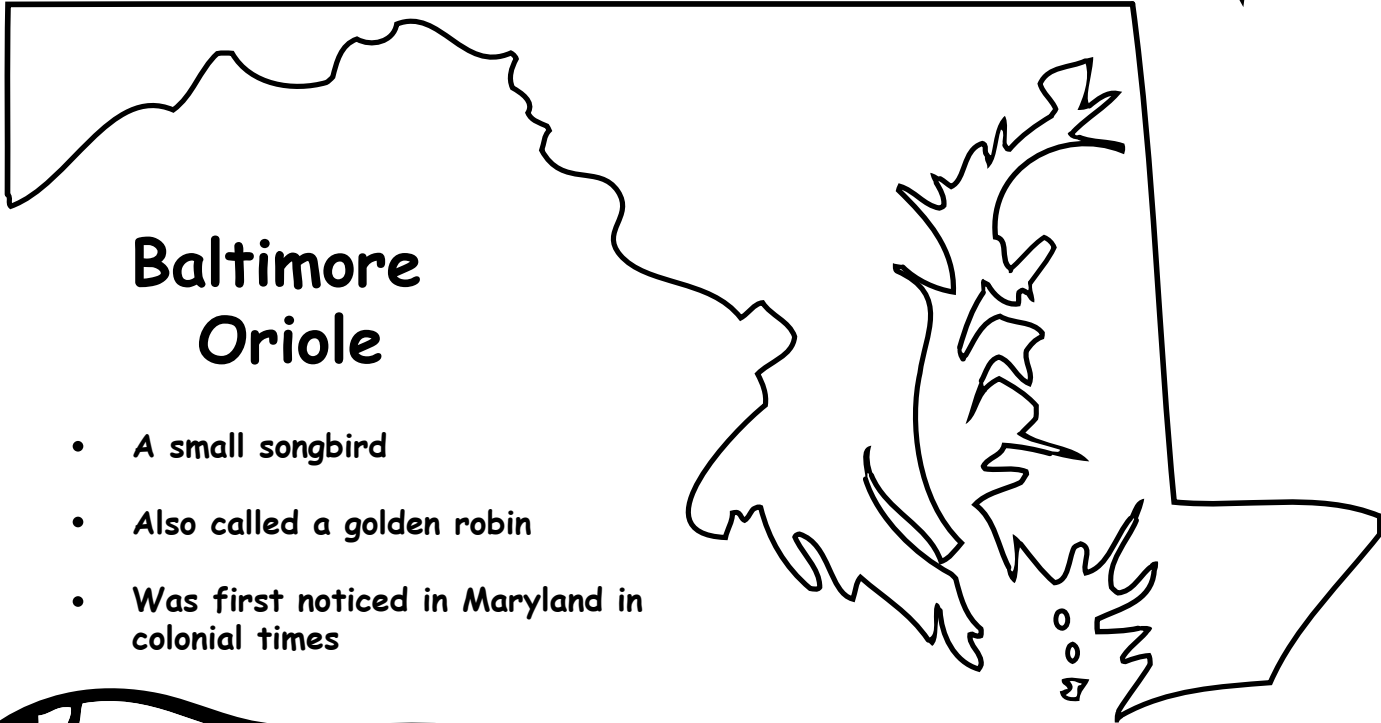 Baltimore
Oriole
• A small songbird
• Also called a golden robin
• Was first noticed in Maryland in
colonial times